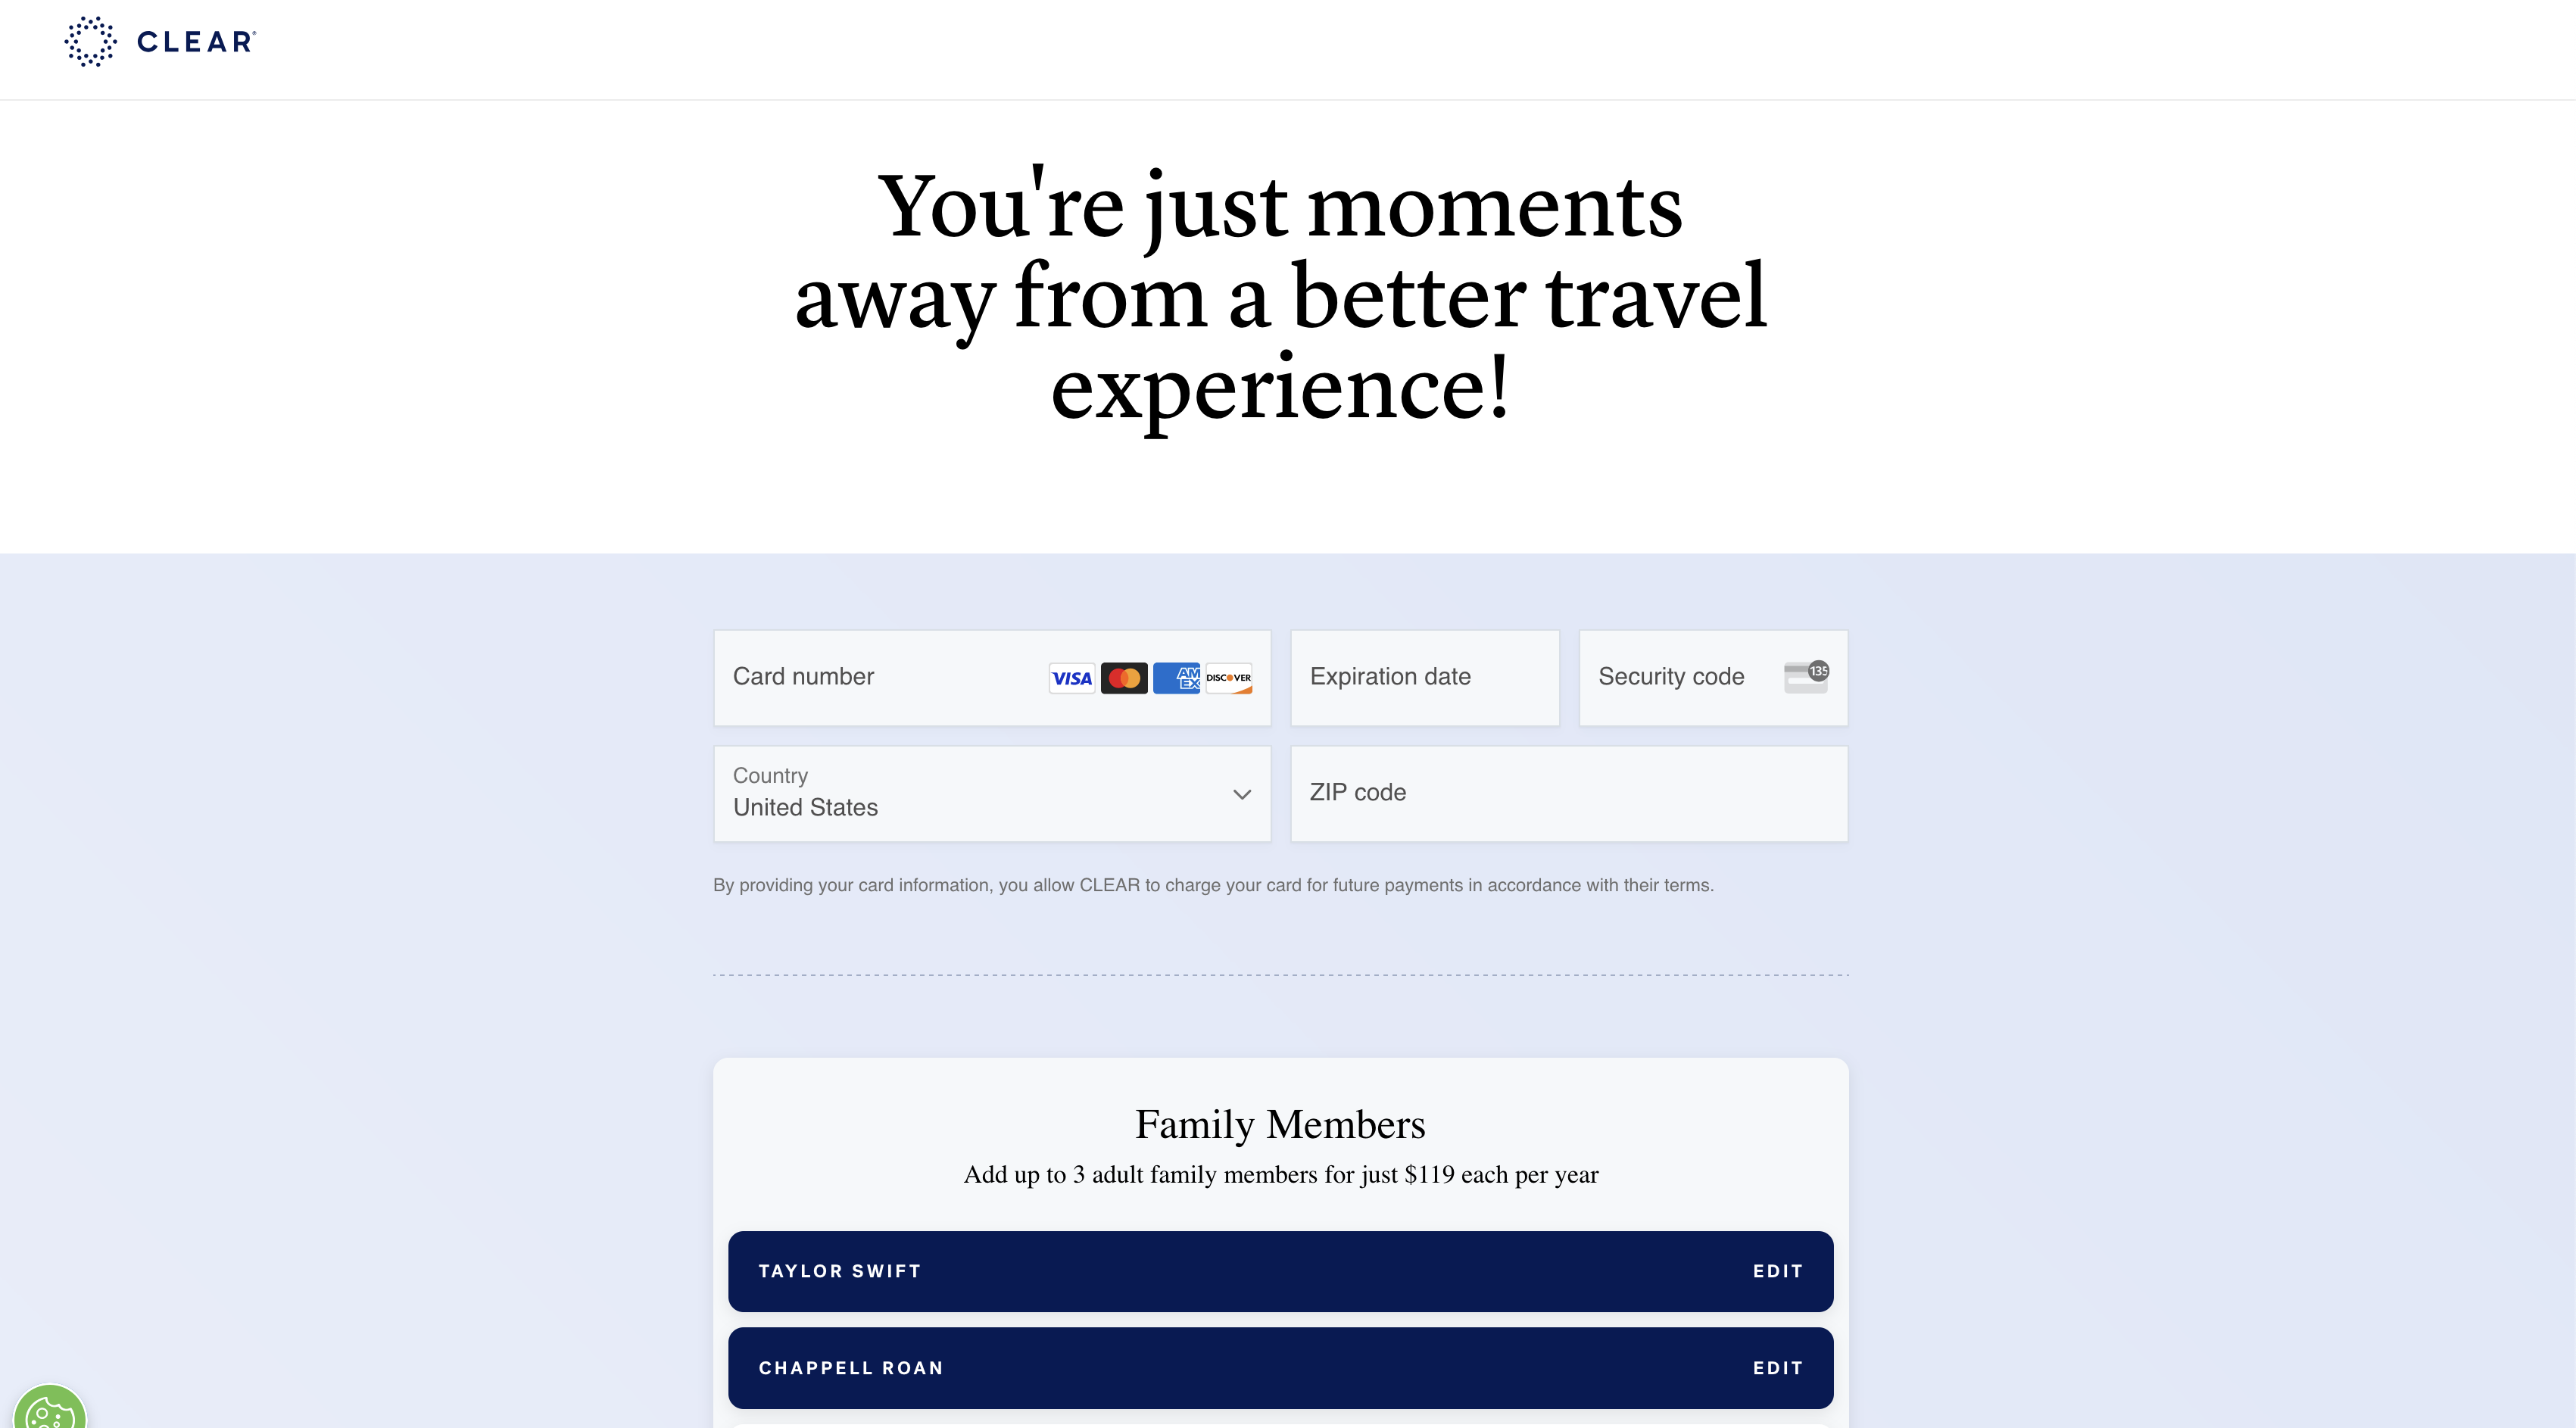 CLEAR
You're just moments
away from a better travel
experience!
Card number VISA AMEX DISCOVER Expiration date Security code 135
Country
United States
ZIP code
By providing your card information, you allow CLEAR to charge your card for future payments in accordance with their terms.
Family Members
Add up to 3 adult family members for just $119 each per year
TAYLOR SWIFT EDIT
CHAPPELL ROAN EDIT